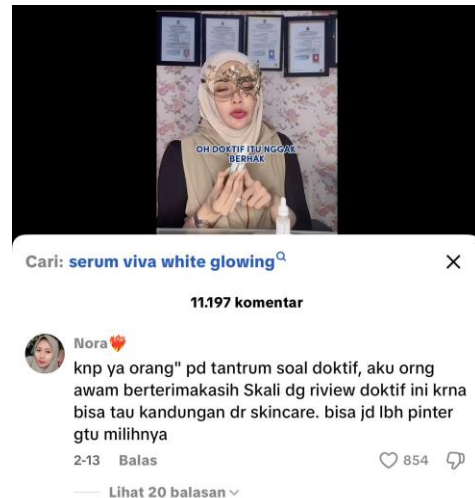 OH DOKTIF ITU NGGAK
BERHAK
Cari: serum viva white glowing
11.197 komentar
Nora
knp ya orang" pd tantrum soal doktif, aku orng
awam berterimakasih Skali dg riview doktif ini krna
bisa tau kandungan dr skincare. bisa jd lbh pinter
gtu milihnya
2-13 Balas 854
Lihat 20 balasan